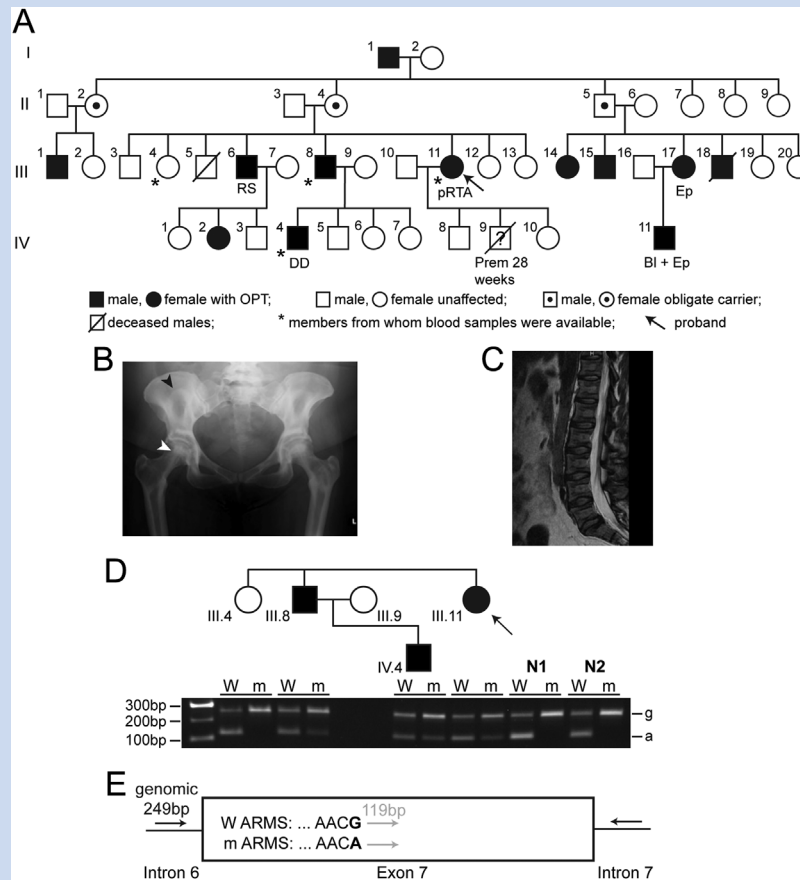 A
I
1 2
II
1 2 3 4 5 6 7 8 9
III
1 2 3 4 5 6 7 8 9 10 11 12 13 14 15 16 17 18 19 20
* * *
RS pRTA Ep
IV
1 2 3 4 5 6 7 8 9 10 11
?
*
DD Prem 28 Bl + Ep
weeks
male, female with OPT; male, female unaffected; male, female obligate carrier;
deceased males; * members from whom blood samples were available; proband
B C
L
D
III.4 III.8 III.9 III.11
IV.4 N1 N2
W m W m W m W m W m W m
300bp
200bp
100bp
g
a
E
genomic
249bp
119bp
W ARMS: ... AACG
m ARMS: ... AACA
Intron 6 Exon 7 Intron 7